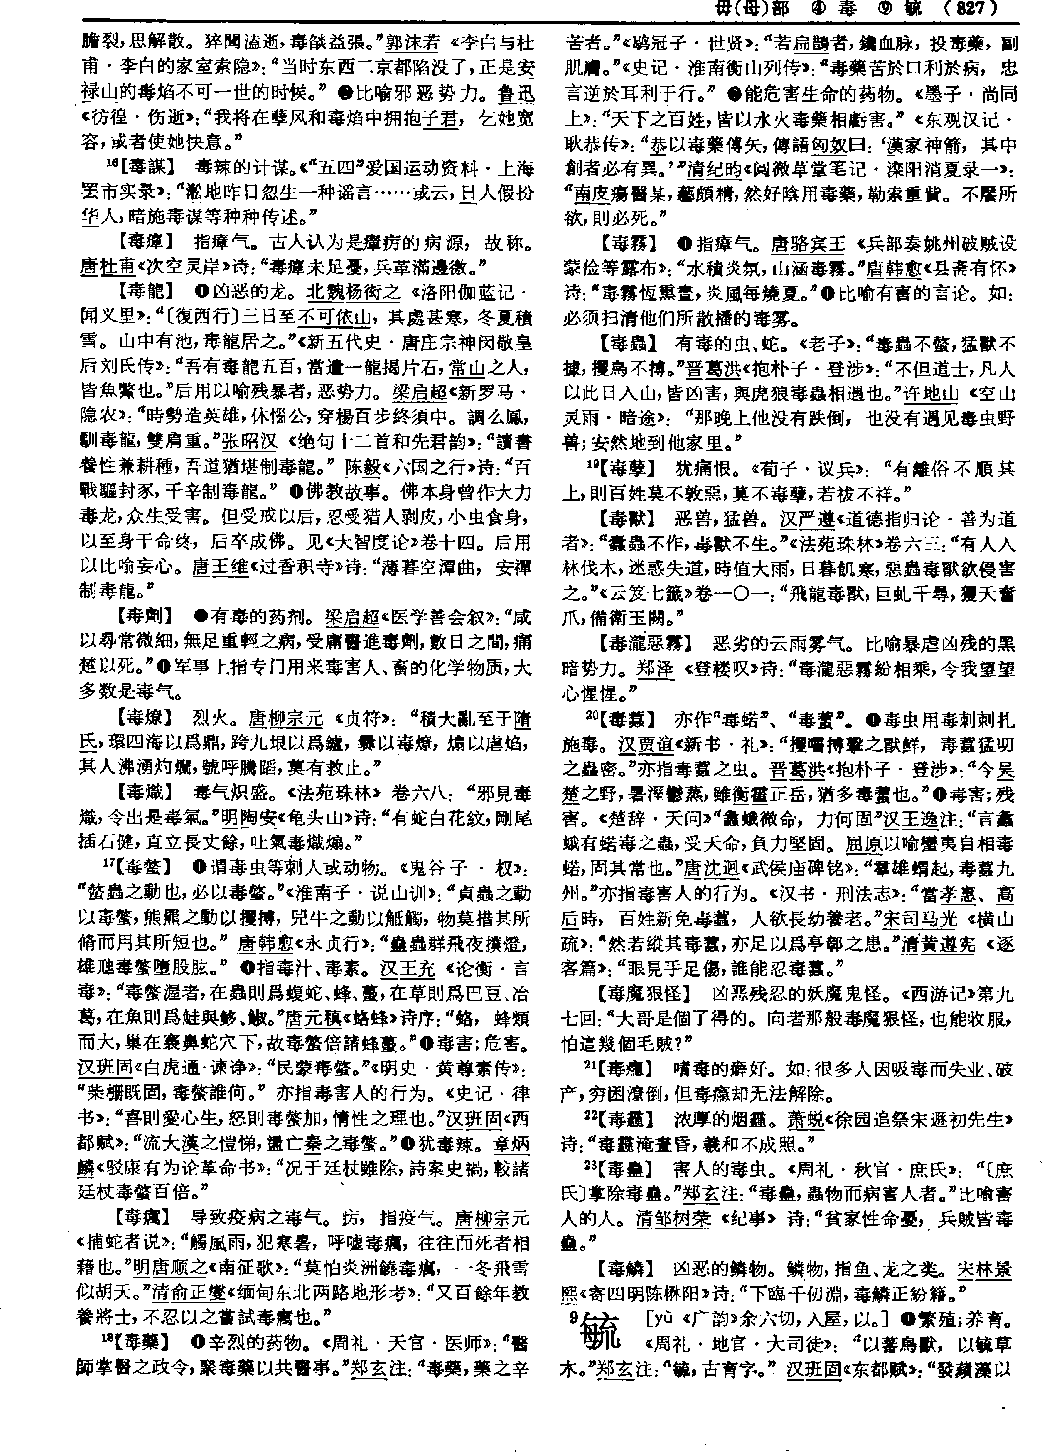 毋(母)部 ④ 毒 ⑨ 毓 (827)
膽裂,思解散。猝聞溘逝,毒燄益張。”郭沫若《李白与杜
甫·李白的家室索隐》:“当时东西二京都陷没了,正是安
禄山的毒焰不可一世的时候。” ❷比喻邪恶势力。鲁迅
《彷徨·伤逝》:“我将在孽风和毒焰中拥抱子君, 乞她宽
容,或者使她快意。”
¹⁶【毒謀】 毒辣的计谋。《“五四”爱国运动资料·上海
罢市实录》:“淞地昨日忽生一种谣言……或云,日人假扮
华人,暗施毒谋等种种传述。”
【毒瘴】 指瘴气。古人认为是瘴疠的病源, 故称。
唐杜甫《次空灵岸》诗:“毒瘴未足憂,兵革滿邊徼。”
【毒龍】 ❶凶恶的龙。北魏杨衒之《洛阳伽蓝记·
闻义里》:“〔復西行〕三日至不可依山, 其處甚寒, 冬夏積
雪。山中有池,毒龍居之。”《新五代史·唐庄宗神闵敬皇
后刘氏传》:“吾有毒龍五百,當遣一龍揭片石,常山之人,
皆魚鱉也。”后用以喻残暴者,恶势力。梁启超《新罗马·
隐农》:“時勢造英雄,休惱公,穿楊百步終須中。調么鳳,
馴毒龍,雙肩重。”张昭汉《绝句十二首和先君韵》:“讀書
養性兼耕種,吾道猶堪制毒龍。” 陈毅《六国之行》诗:“百
戰驅封豕,千辛制毒龍。” ❷佛教故事。佛本身曾作大力
毒龙,众生受害。但受戒以后,忍受猎人剥皮,小虫食身,
以至身干命终, 后卒成佛。见《大智度论》卷十四。后用
以比喻妄心。唐王维《过香积寺》诗:“薄暮空潭曲, 安禪
制毒龍。”
【毒劑】 ❶有毒的药剂。梁启超《医学善会叙》:“咸
以尋常微細,無足重輕之病,受庸醫進毒劑,數日之間,痛
楚以死。”❷军事上指专门用来毒害人、畜的化学物质,大
多数是毒气。
【毒燎】 烈火。唐柳宗元《贞符》:“積大亂至于隋
氏,環四海以爲鼎,跨九垠以爲鑪,爨以毒燎, 煽以虐焰,
其人沸湧灼爛,號呼騰蹈,莫有救止。”
【毒熾】 毒气炽盛。《法苑珠林》卷六八:“邪見毒
熾,令出是毒氣。”明陶安《龟头山》诗:“有蛇白花紋,剛尾
插石健,直立長丈餘,吐氣毒熾煽。”
¹⁷【毒螫】 ❶谓毒虫等刺人或动物。《鬼谷子·权》:
“螫蟲之動也,必以毒螫。”《淮南子·说山训》:“貞蟲之動
以毒螫,熊羆之動以攫搏, 兕牛之動以觝觸, 物莫措其所
脩而用其所短也。” 唐韩愈《永贞行》:“蠱蟲群飛夜撲燈,
雄虺毒螫墮股肱。” ❷指毒汁、毒素。汉王充《论衡·言
毒》:“毒螫渥者,在蟲則爲蝮蛇、蜂、蠆,在草則爲巴豆、冶
葛,在魚則爲鮭與鮗、𩶁。”唐元稹《蛒蜂》诗序:“蛒, 蜂類
而大,巢在褰鼻蛇穴下,故毒螫倍諸蜂蠆。”❸毒害;危害。
汉班固《白虎通·谏诤》:“民蒙毒螫。”《明史·黄尊素传》:
“柴柵既固,毒螫誰何。” 亦指毒害人的行为。《史记·律
书》:“喜則愛心生,怒則毒螫加,情性之理也。”汉班固《西
都赋》:“流大漢之愷悌,盪亡秦之毒螫。”❹犹毒辣。章炳
麟《驳康有为论革命书》:“况于廷杖雖除,詩案史禍,較諸
廷杖毒螫百倍。”
【毒癘】 导致疫病之毒气。疠, 指疫气。唐柳宗元
《捕蛇者说》:“觸風雨,犯寒暑, 呼噓毒癘, 往往而死者相
藉也。”明唐顺之《南征歌》:“莫怕炎洲饒毒癘,一冬飛雪
似胡天。”清俞正燮《缅甸东北两路地形考》:“又百餘年教
養將士,不忍以之嘗試毒癘也。”
¹⁸【毒藥】 ❶辛烈的药物。《周礼·天官·医师》:“醫
師掌醫之政令,聚毒藥以共醫事。”郑玄注:“毒藥,藥之辛
苦者。”《鹖冠子·世贤》:“若扁鵲者,鑱血脉,投毒藥,副
肌膚。”《史记·淮南衡山列传》:“毒藥苦於口利於病, 忠
言逆於耳利于行。” ❷能危害生命的药物。《墨子·尚同
上》:“天下之百姓,皆以水火毒藥相虧害。” 《东观汉记·
耿恭传》:“恭以毒藥傅矢,傳語匈奴曰:‘漢家神箭, 其中
創者必有異。’”清纪昀《阅微草堂笔记·滦阳消夏录一》:
“南皮瘍醫某,藝頗精,然好陰用毒藥,勒索重貲。不饜所
欲,則必死。”
【毒霧】 ❶指瘴气。唐骆宾王《兵部奏姚州破贼设
蒙俭等露布》:“水積炎氛,山涵毒霧。”唐韩愈《县斋有怀》
诗:“毒霧恆熏晝,炎風每燒夏。”❷比喻有害的言论。如:
必须扫清他们所散播的毒雾。
【毒蟲】 有毒的虫、蛇。《老子》:“毒蟲不螫,猛獸不
據,攫鳥不搏。”晋葛洪《抱朴子·登涉》:“不但道士,凡人
以此日入山,皆凶害,與虎狼毒蟲相遇也。”许地山《空山
灵雨·暗途》: “那晚上他没有跌倒, 也没有遇见毒虫野
兽;安然地到他家里。”
¹⁹【毒孽】 犹痛恨。《荀子·议兵》: “有離俗不順其
上,則百姓莫不敦惡,莫不毒孽,若祓不祥。”
【毒獸】 恶兽,猛兽。汉严遵《道德指归论·善为道
者》:“蠹蟲不作,毒獸不生。”《法苑珠林》卷六三:“有人入
林伐木,迷惑失道,時值大雨,日暮飢寒,惡蟲毒獸欲侵害
之。”《云笈七籤》卷一〇一:“飛龍毒獸,巨虬千尋,玃天奮
爪,備衛玉闕。”
【毒瀧惡霧】 恶劣的云雨雾气。比喻暴虐凶残的黑
暗势力。郑泽《登楼叹》诗:“毒瀧惡霧紛相乘,令我望望
心惺惺。”
²⁰【毒蠚】 亦作“毒蛒”、“毒蠆”。❶毒虫用毒刺刺扎
施毒。汉贾谊《新书·礼》:“攫嚙搏擊之獸鮮, 毒蠚猛虭
之蟲密。”亦指毒蠚之虫。晋葛洪《抱朴子·登涉》:“今吴
楚之野,暑溼鬱蒸,雖衡霍正岳,猶多毒蠚也。”❷毒害;残
害。《楚辞·天问》“蠭蛾微命, 力何固”汉王逸注:“言蠭
蛾有蛒毒之蟲,受天命,負力堅固。屈原以喻蠻夷自相毒
蛒,固其常也。”唐沈迥《武侯庙碑铭》:“羣雄蝟起,毒蠚九
州。”亦指毒害人的行为。《汉书·刑法志》:“當孝惠、高
后時, 百姓新免毒蠚, 人欲長幼養老。”宋司马光《横山
疏》:“然若縱其毒蠚,亦足以爲亭鄣之患。”清黄遵宪《逐
客篇》:“眼見手足傷,誰能忍毒蠚。”
【毒魔狠怪】 凶恶残忍的妖魔鬼怪。《西游记》第九
七回:“大哥是個了得的。向者那般毒魔狠怪,也能收服,
怕這幾個毛賊?”
²¹【毒癮】 嗜毒的癖好。如:很多人因吸毒而失业、破
产,穷困潦倒,但毒瘾却无法解除。
²²【毒靄】 浓厚的烟霾。萧蜕《徐园追祭宋遯初先生》
诗:“毒靄淹晝昏,羲和不成照。”
²³【毒蠱】 害人的毒虫。《周礼·秋官·庶氏》: “〔庶
氏〕掌除毒蠱。”郑玄注:“毒蠱,蟲物而病害人者。”比喻害
人的人。清邹树荣《纪事》诗:“貧家性命憂, 兵賊皆毒
蠱。”
【毒鱗】 凶恶的鳞物。鳞物,指鱼、龙之类。宋林景
熙《寄四明陈楙阳》诗:“下臨千仞淵,毒鱗正紛籍。”
⁹毓 [yù 《广韵》余六切,入屋,以。] ❶繁殖;养育。
《周礼·地官·大司徒》: “以蕃鳥獸, 以毓草
木。”郑玄注:“毓,古育字。” 汉班固《东都赋》:“發蘋藻以